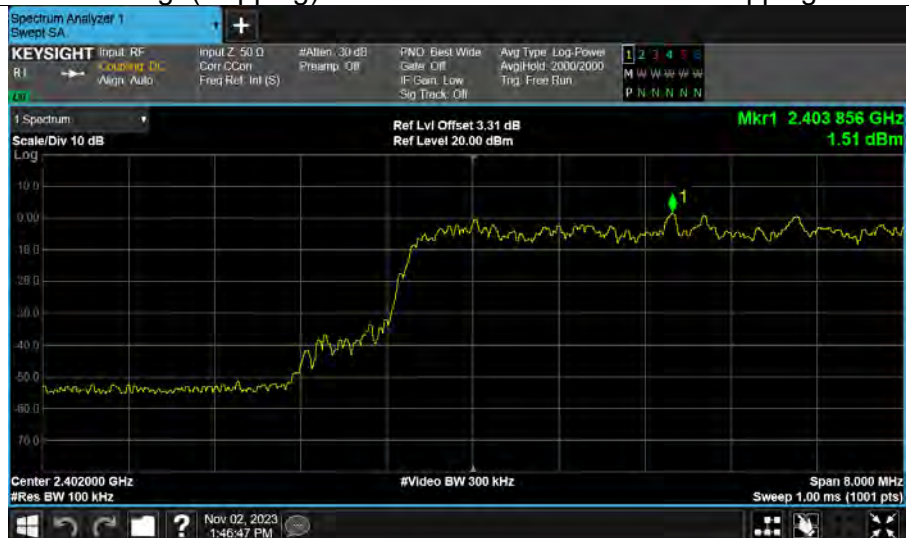 Spectrum Analyzer 1
Swept SA
+
KEYSIGHT Input: RF
Coupling: DC
Align: Auto
Input Z: 50 Ω
Corr CCorr
Freq Ref: Int (S)
#Atten: 30 dB
Preamp: Off
PNO: Best Wide
Gate: Off
IF Gain: Low
Sig Track: Off
Avg Type: Log-Power
Avg|Hold: 2000/2000
Trig: Free Run
1 2 3 4 5 6
M W W W W W
P N N N N N
1 Spectrum
Scale/Div 10 dB
Log
Ref Lvl Offset 3.31 dB
Ref Level 20.00 dBm
Mkr1 2.403 856 GHz
1.51 dBm
10.0
0.00
-10.0
-20.0
-30.0
-40.0
-50.0
-60.0
-70.0
1
Center 2.402000 GHz
#Res BW 100 kHz
#Video BW 300 kHz
Span 8.000 MHz
Sweep 1.00 ms (1001 pts)
?
Nov 02, 2023
1:46:47 PM